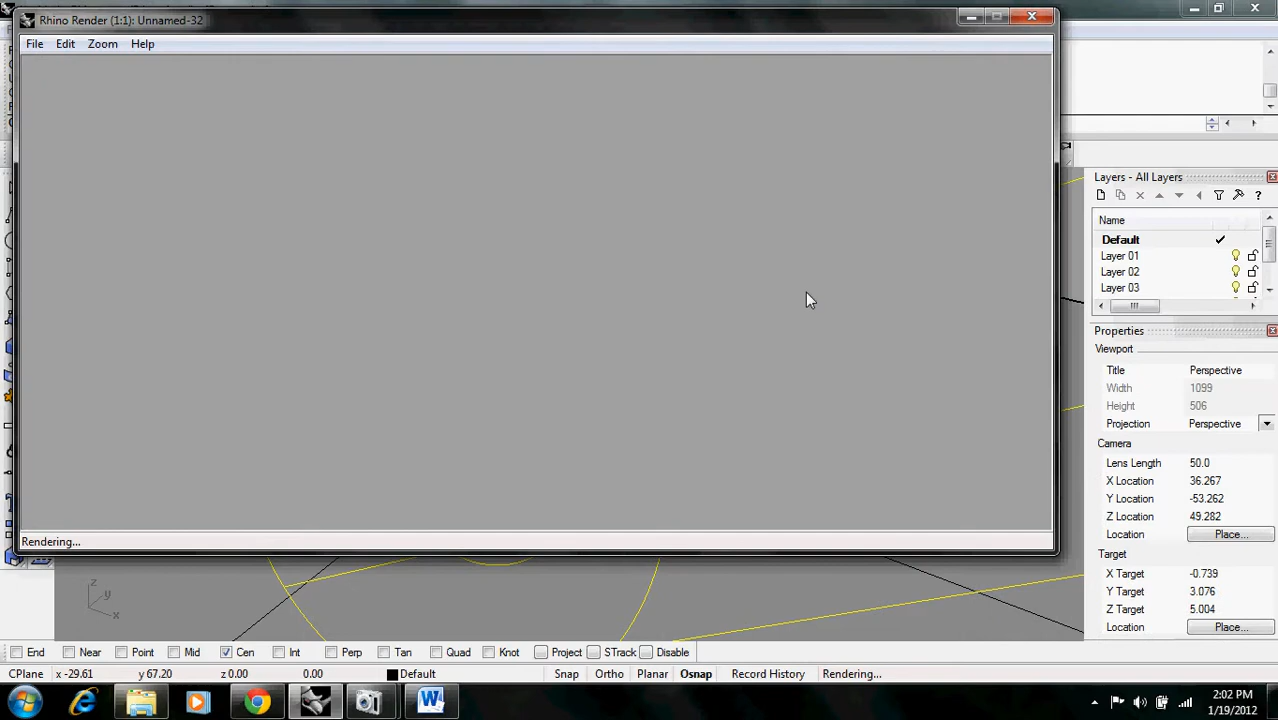 Rhino Render (1:1): Unnamed-32
File Edit Zoom Help
Layers - All Layers
Name
Default
Layer 01
Layer 02
Layer 03
Properties
Viewport
Title Perspective
Width 1099
Height 506
Projection Perspective
Camera
Lens Length 50.0
X Location 36.267
Y Location -53.262
Z Location 49.282
Location Place...
Target
X Target -0.739
Y Target 3.076
Z Target 5.004
Location Place...
Rendering...
z
y
x
End Near Point Mid Cen Int Perp Tan Quad Knot Project STrack Disable
CPlane x -29.61 y 67.20 z 0.00 0.00 Default Snap Ortho Planar Osnap Record History Rendering...
2:02 PM
1/19/2012